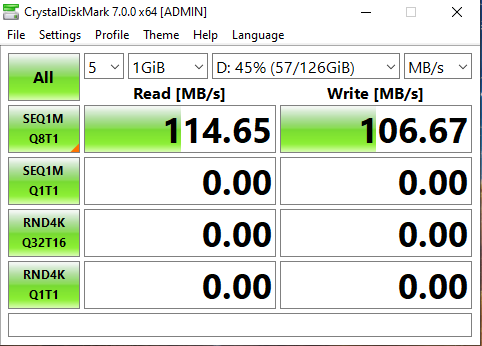 CrystalDiskMark 7.0.0 x64 [ADMIN]
File Settings Profile Theme Help Language
All 5 1GiB D: 45% (57/126GiB) MB/s
Read [MB/s] Write [MB/s]
SEQ1M
Q8T1 114.65 106.67
SEQ1M
Q1T1 0.00 0.00
RND4K
Q32T16 0.00 0.00
RND4K
Q1T1 0.00 0.00